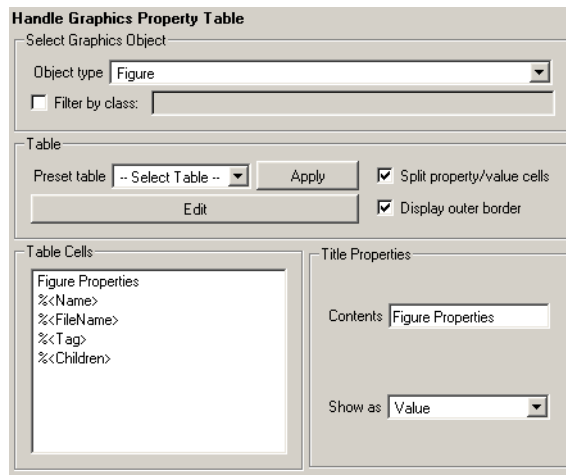 Handle Graphics Property Table
Select Graphics Object
Object type Figure
Filter by class:
Table
Preset table -- Select Table -- Apply Split property/value cells
Edit Display outer border
Table Cells
Figure Properties
%<Name>
%<FileName>
%<Tag>
%<Children>
Title Properties
Contents Figure Properties
Show as Value